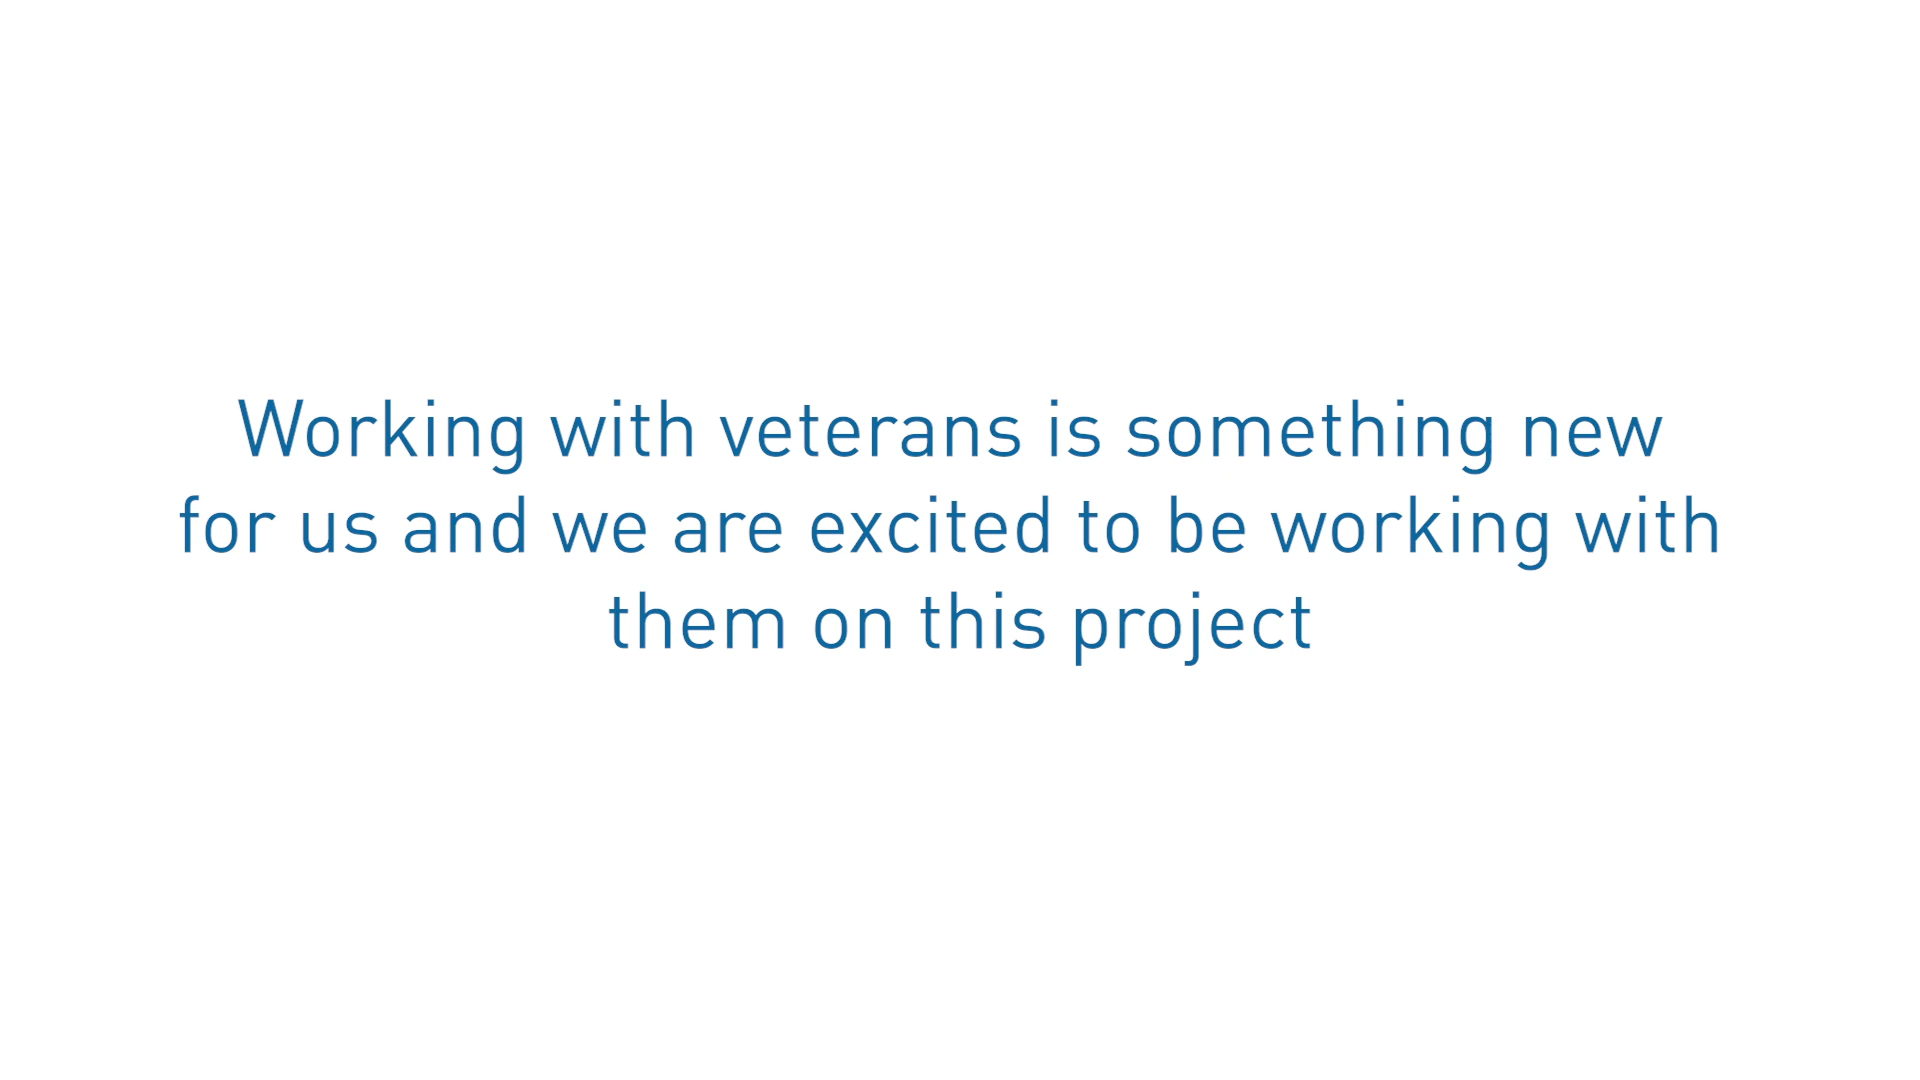 Working with veterans is something new
for us and we are excited to be working with
them on this project